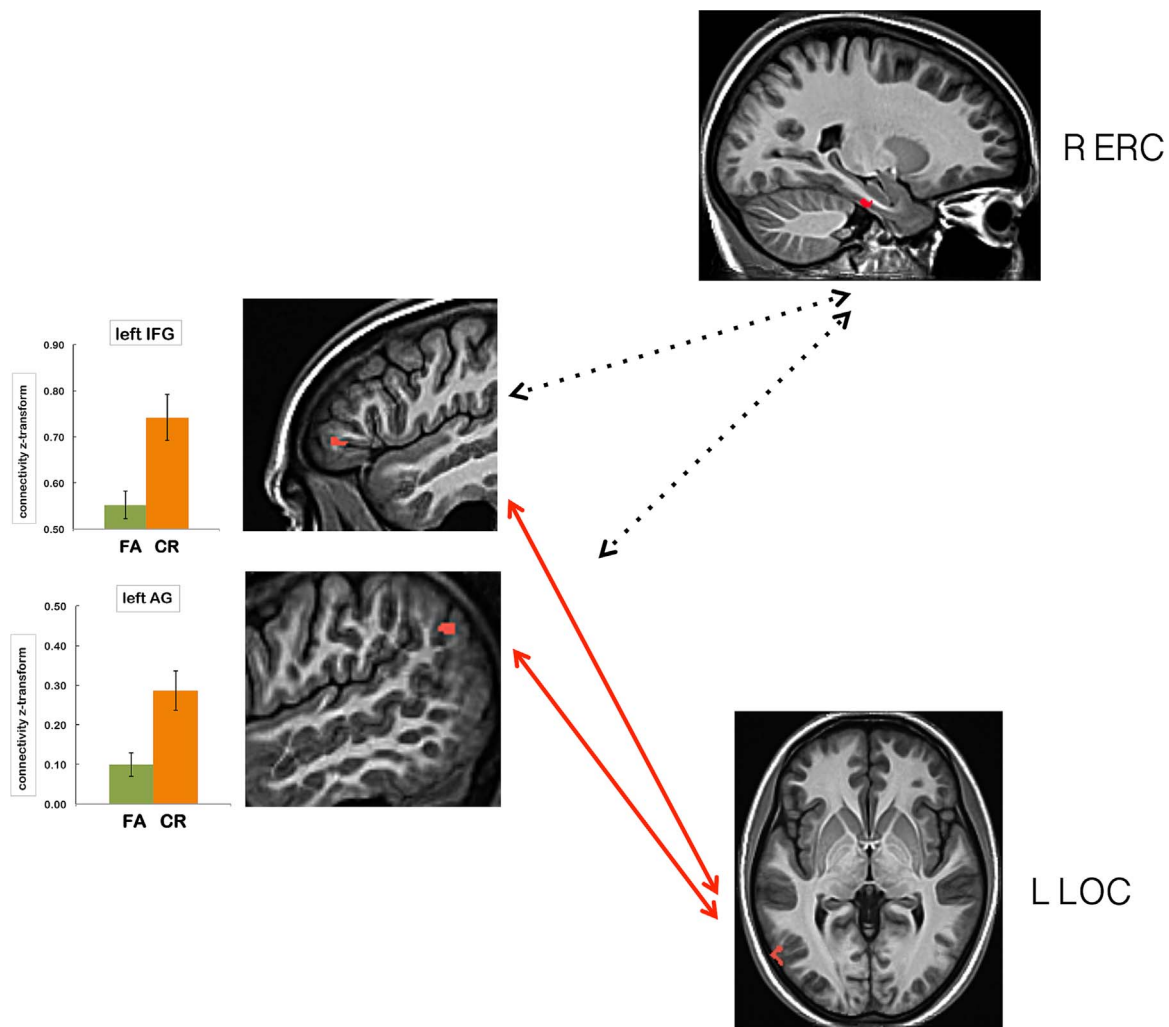 R ERC
left IFG
connectivity z-transform
0.90
0.80
0.70
0.60
0.50
FA CR
left AG
connectivity z-transform
0.50
0.40
0.30
0.20
0.10
0.00
FA CR
L LOC